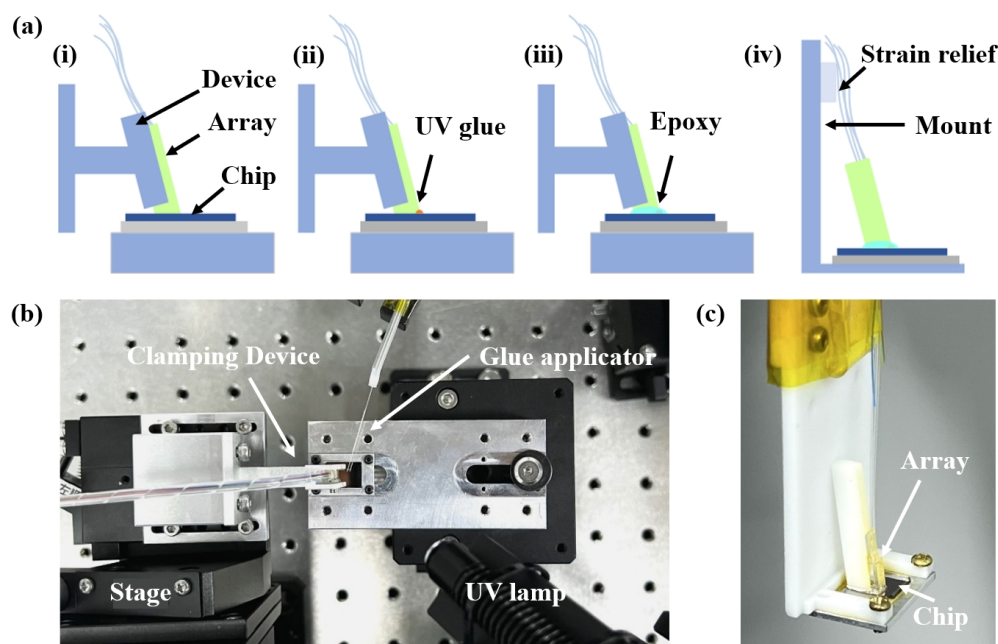 (a)
(i)
(ii)
(iii)
(iv)
Device
Array
Chip
UV glue
Epoxy
Strain relief
Mount
(b)
Clamping Device
Glue applicator
Stage
UV lamp
(c)
Array
Chip